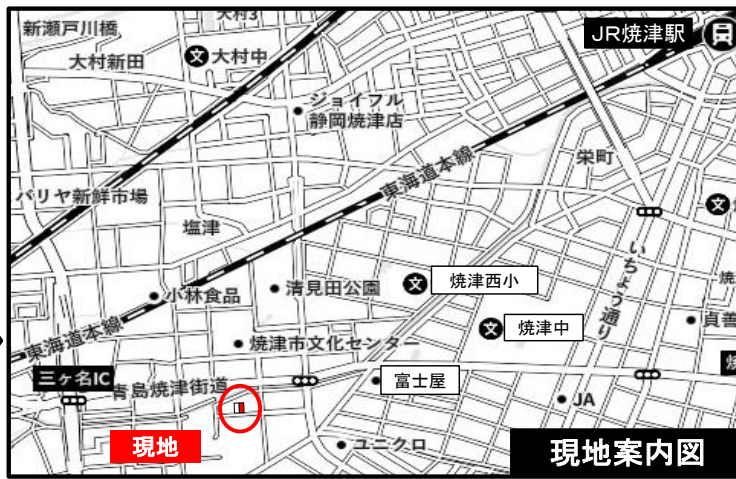 新瀬戸川橋
大村3
JR焼津駅
文
大村中
大村新田
ジョイフル
静岡焼津店
栄町
東海道本線
バリヤ新鮮市場
文
塩津
いちょう通り
文
焼津西小
小林食品
清見田公園
文
焼津中
貞善
東海道本線
焼津市文化センター
三ヶ名IC
青島焼津街道
富士屋
JA
現地
ユニクロ
現地案内図